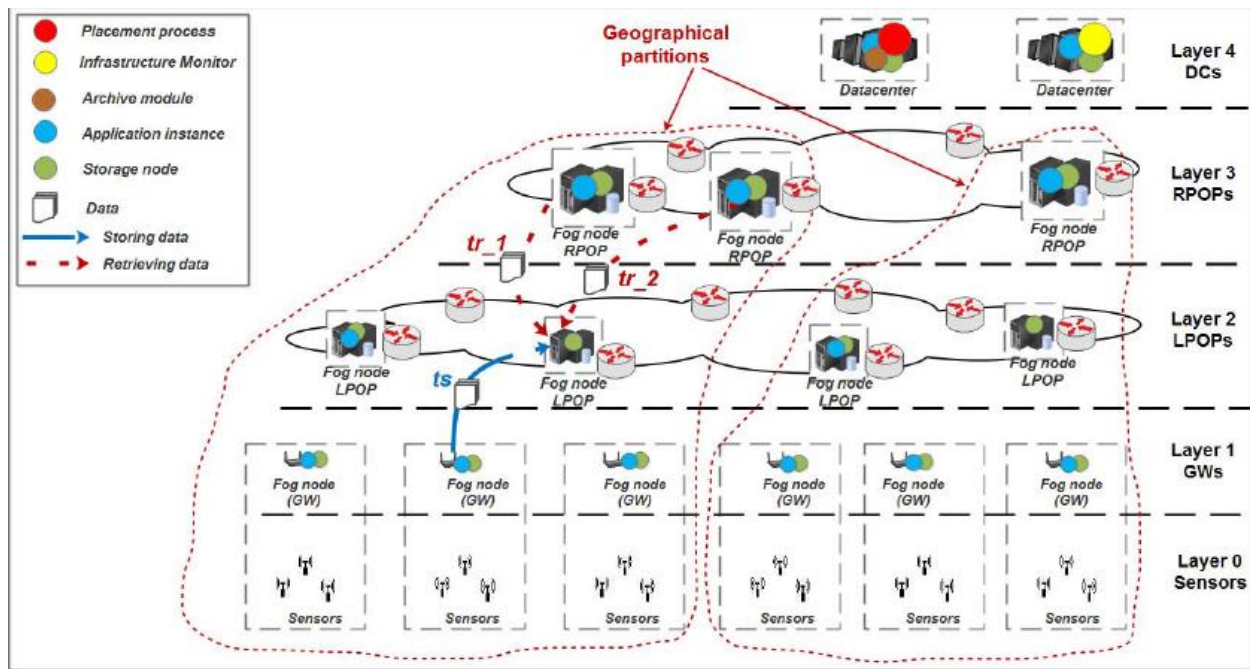 Placement process
Infrastructure Monitor
Archive module
Application instance
Storage node
Data
Storing data
Retrieving data
Geographical
partitions
Datacenter
Datacenter
Layer 4
DCs
Fog node
RPOP
Fog node
RPOP
Fog node
RPOP
Layer 3
RPOPs
tr_1
tr_2
Fog node
LPOP
Fog node
LPOP
Fog node
LPOP
Fog node
LPOP
Layer 2
LPOPs
ts
Fog node
(GW)
Fog node
(GW)
Fog node
(GW)
Fog node
(GW)
Fog node
(GW)
Fog node
(GW)
Layer 1
GWs
Sensors
Sensors
Sensors
Sensors
Sensors
Sensors
Layer 0
Sensors